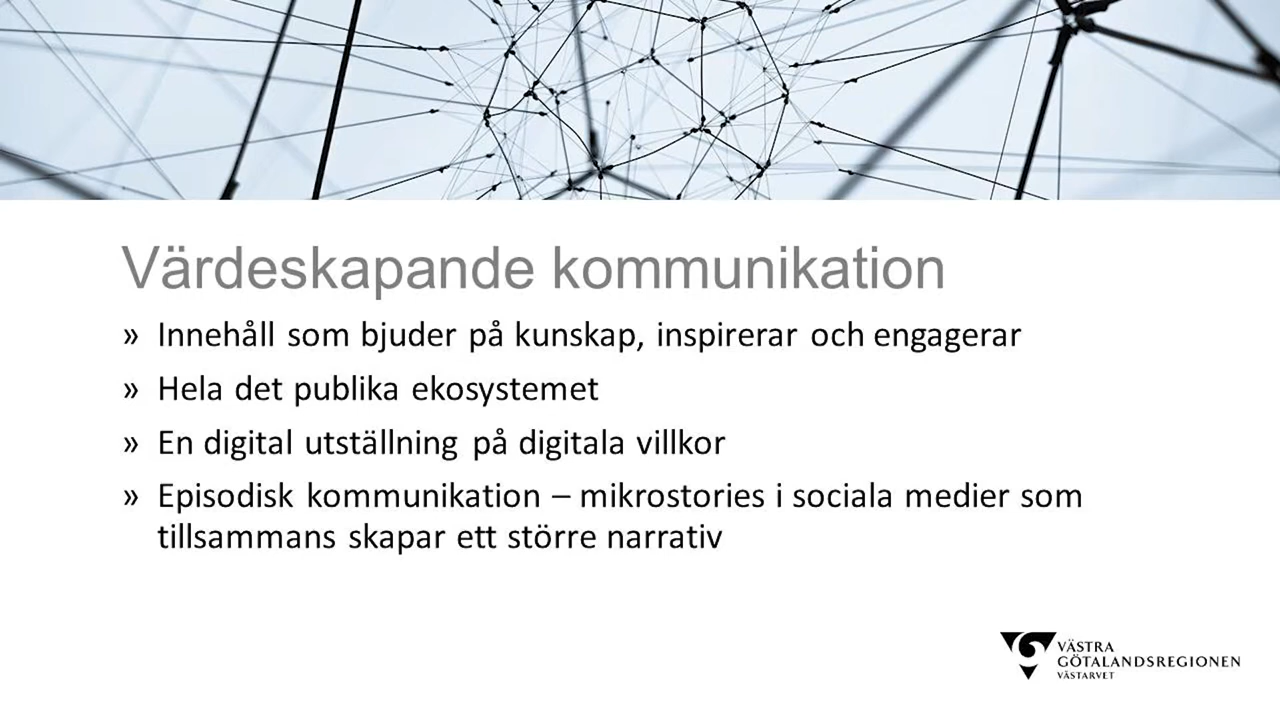 Värdeskapande kommunikation
» Innehåll som bjuder på kunskap, inspirerar och engagerar
» Hela det publika ekosystemet
» En digital utställning på digitala villkor
» Episodisk kommunikation – mikrostories i sociala medier som
tillsammans skapar ett större narrativ
VÄSTRA
GÖTALANDSREGIONEN
VÄSTARVET